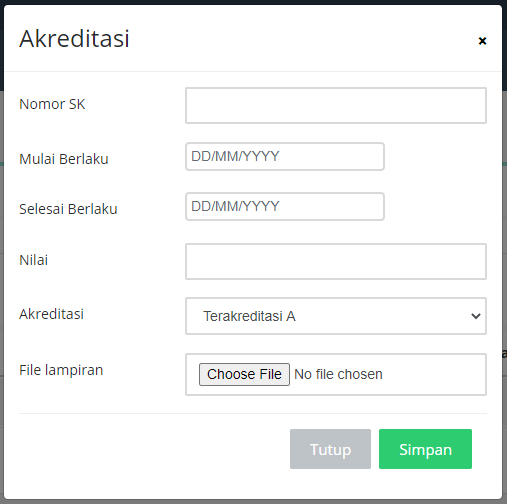 Akreditasi ×
Nomor SK
Mulai Berlaku DD/MM/YYYY
Selesai Berlaku DD/MM/YYYY
Nilai
Akreditasi Terakreditasi A
File lampiran Choose File No file chosen
Tutup Simpan